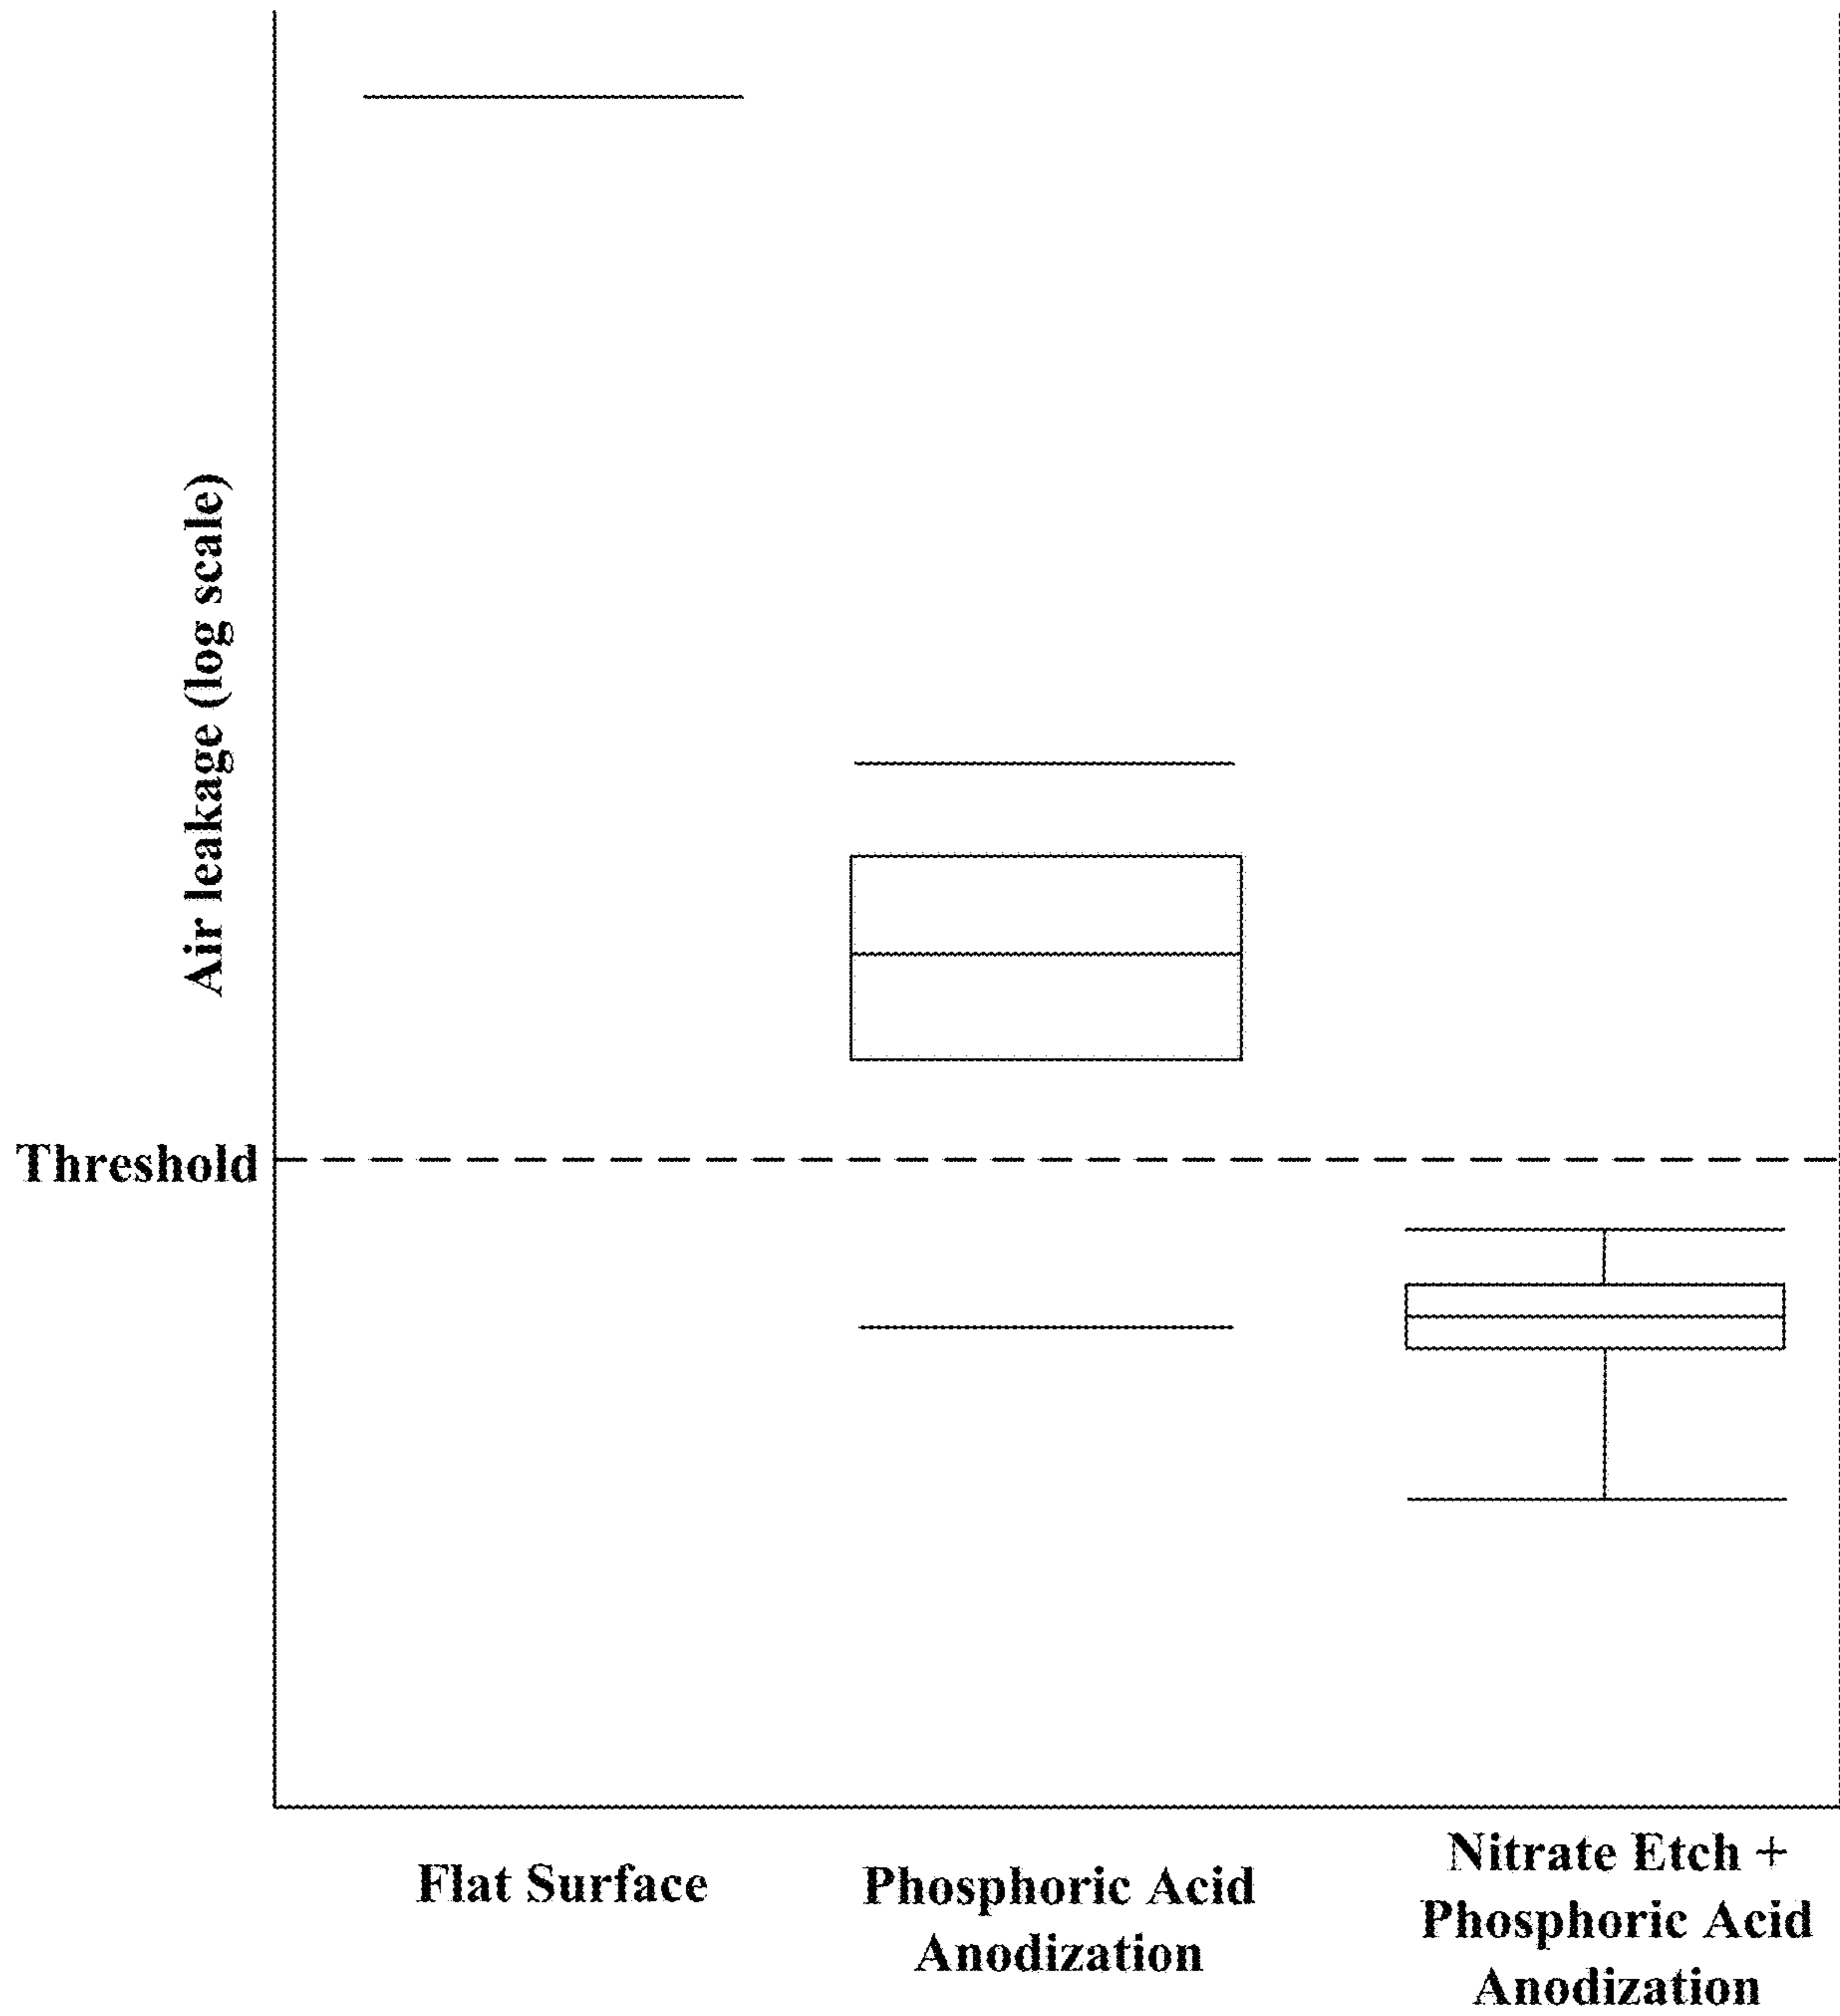 Air leakage (log scale)
Threshold
Flat Surface
Phosphoric Acid
Anodization
Nitrate Etch +
Phosphoric Acid
Anodization